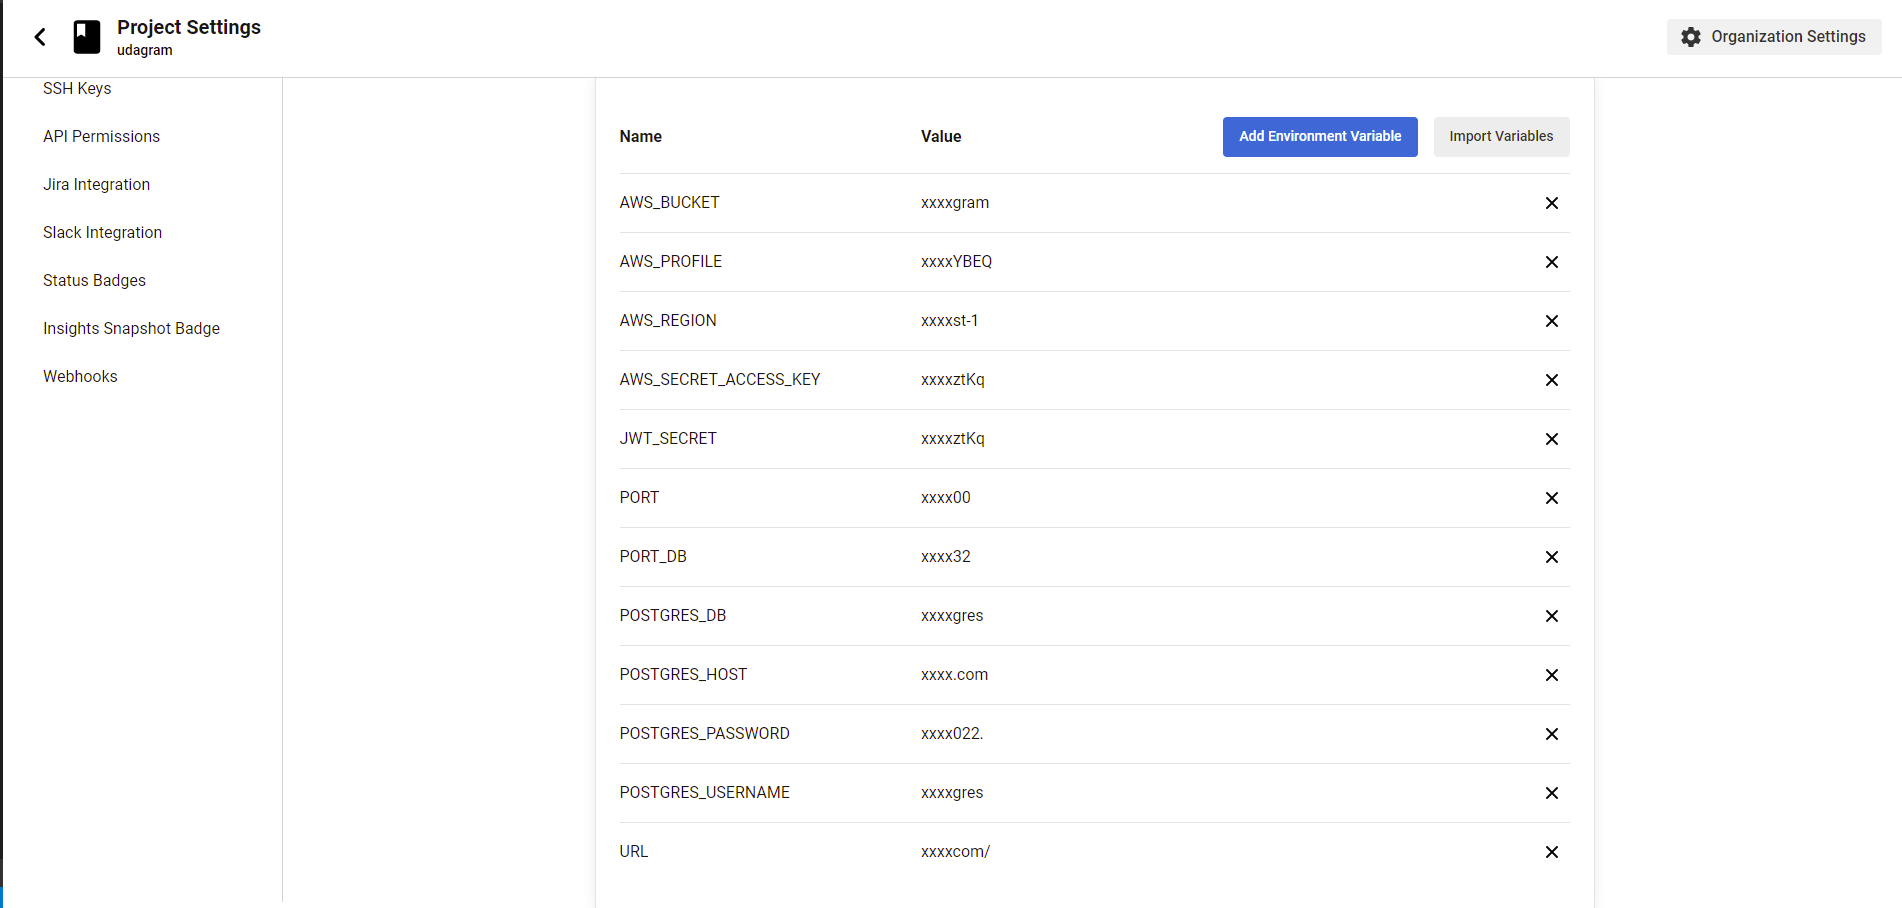 Project Settings
udagram
Organization Settings
SSH Keys
API Permissions
Jira Integration
Slack Integration
Status Badges
Insights Snapshot Badge
Webhooks
Name Value Add Environment Variable Import Variables
AWS_BUCKET xxxxgram
AWS_PROFILE xxxxYBEQ
AWS_REGION xxxxst-1
AWS_SECRET_ACCESS_KEY xxxxztKq
JWT_SECRET xxxxztKq
PORT xxxx00
PORT_DB xxxx32
POSTGRES_DB xxxxgres
POSTGRES_HOST xxxx.com
POSTGRES_PASSWORD xxxx022.
POSTGRES_USERNAME xxxxgres
URL xxxxcom/